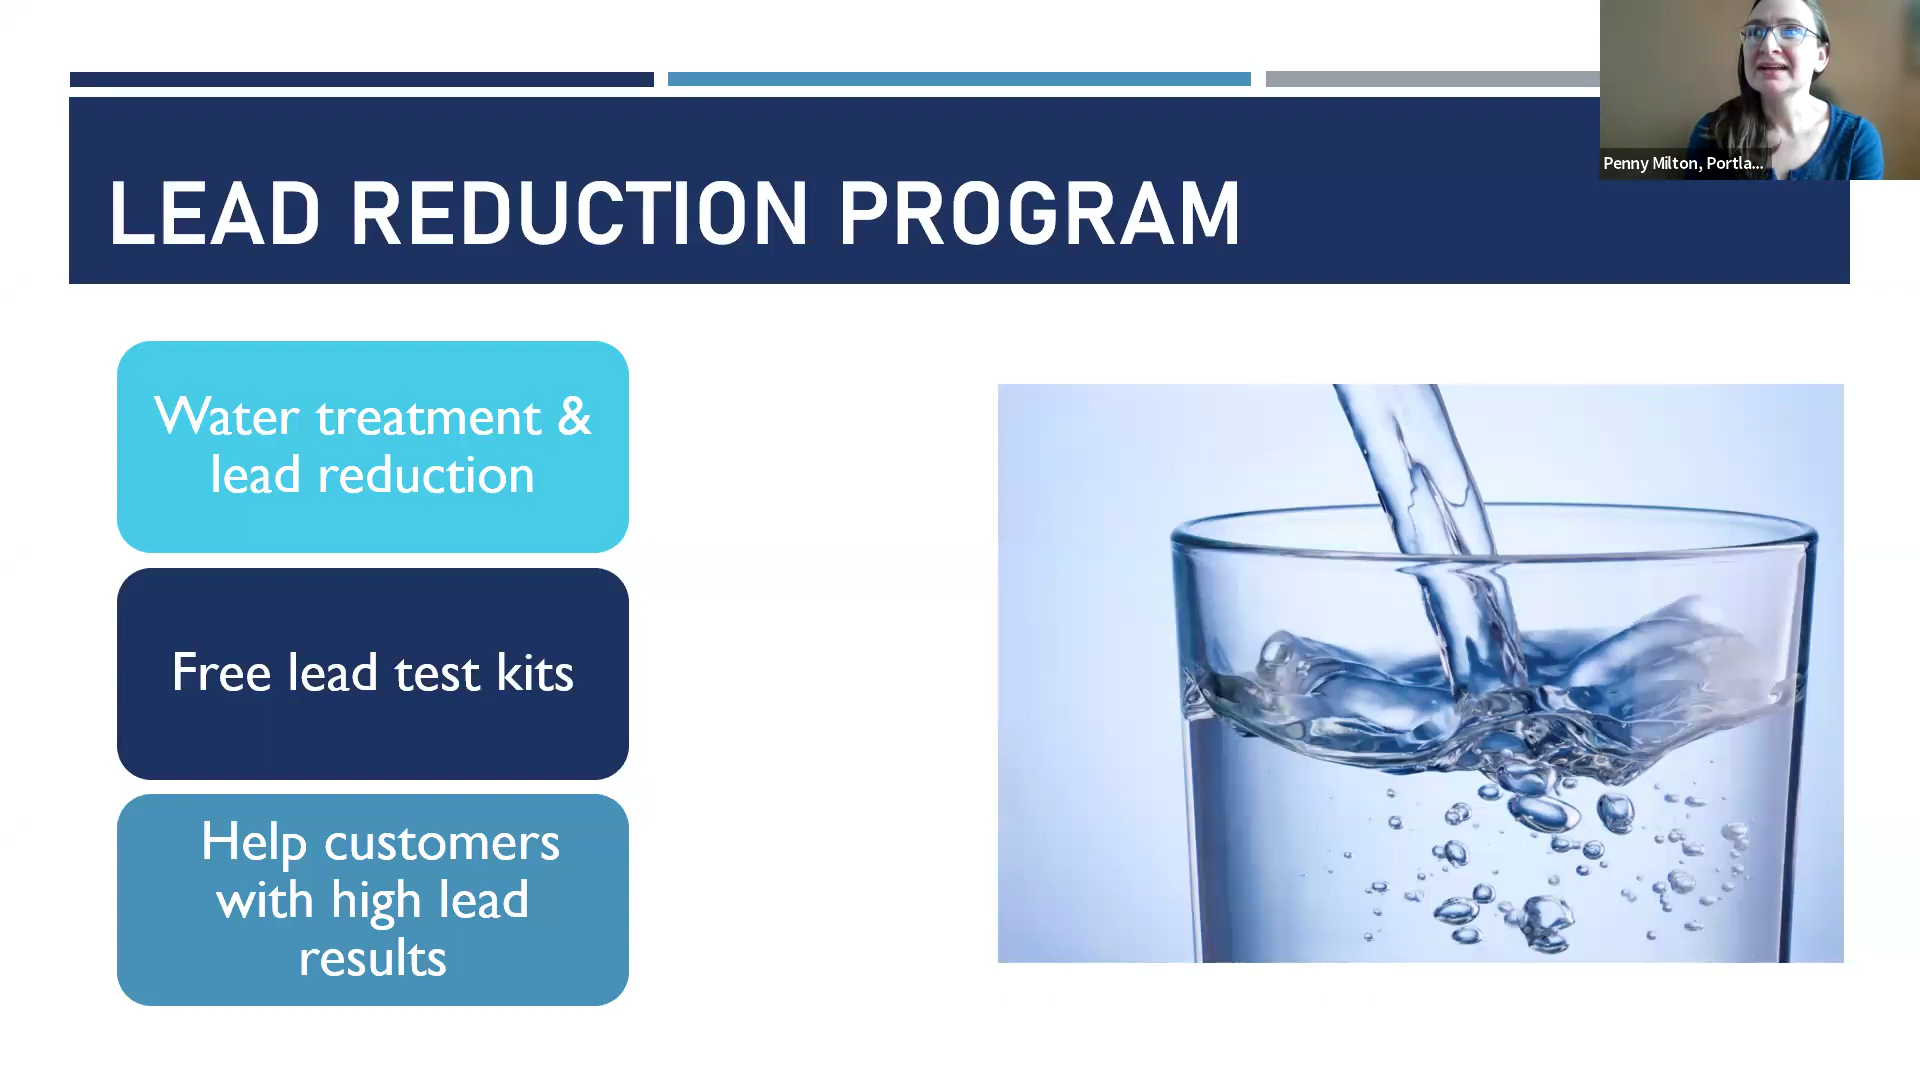 LEAD REDUCTION PROGRAM
Penny Milton, Portla...
Water treatment &
lead reduction
Free lead test kits
Help customers
with high lead
results